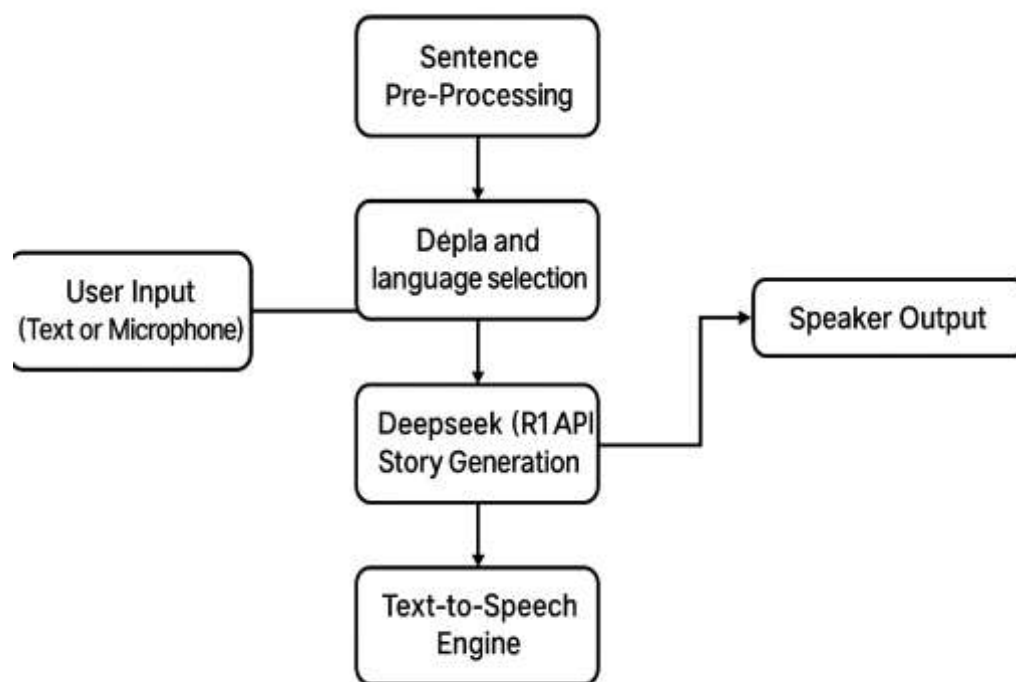 Sentence
Pre-Processing
Depla and
language selection
User Input
(Text or Microphone)
Speaker Output
Deepseek (R1 API
Story Generation
Text-to-Speech
Engine